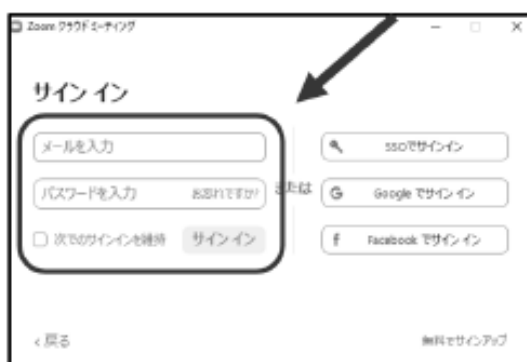 Zoom クラウド ミーティング
サイン イン
メールを入力
パスワードを入力
お忘れですか?
次でのサインインを維持
サイン イン
または
SSOでサインイン
Google でサイン イン
Facebook でサイン イン
<戻る
無料でサインアップ